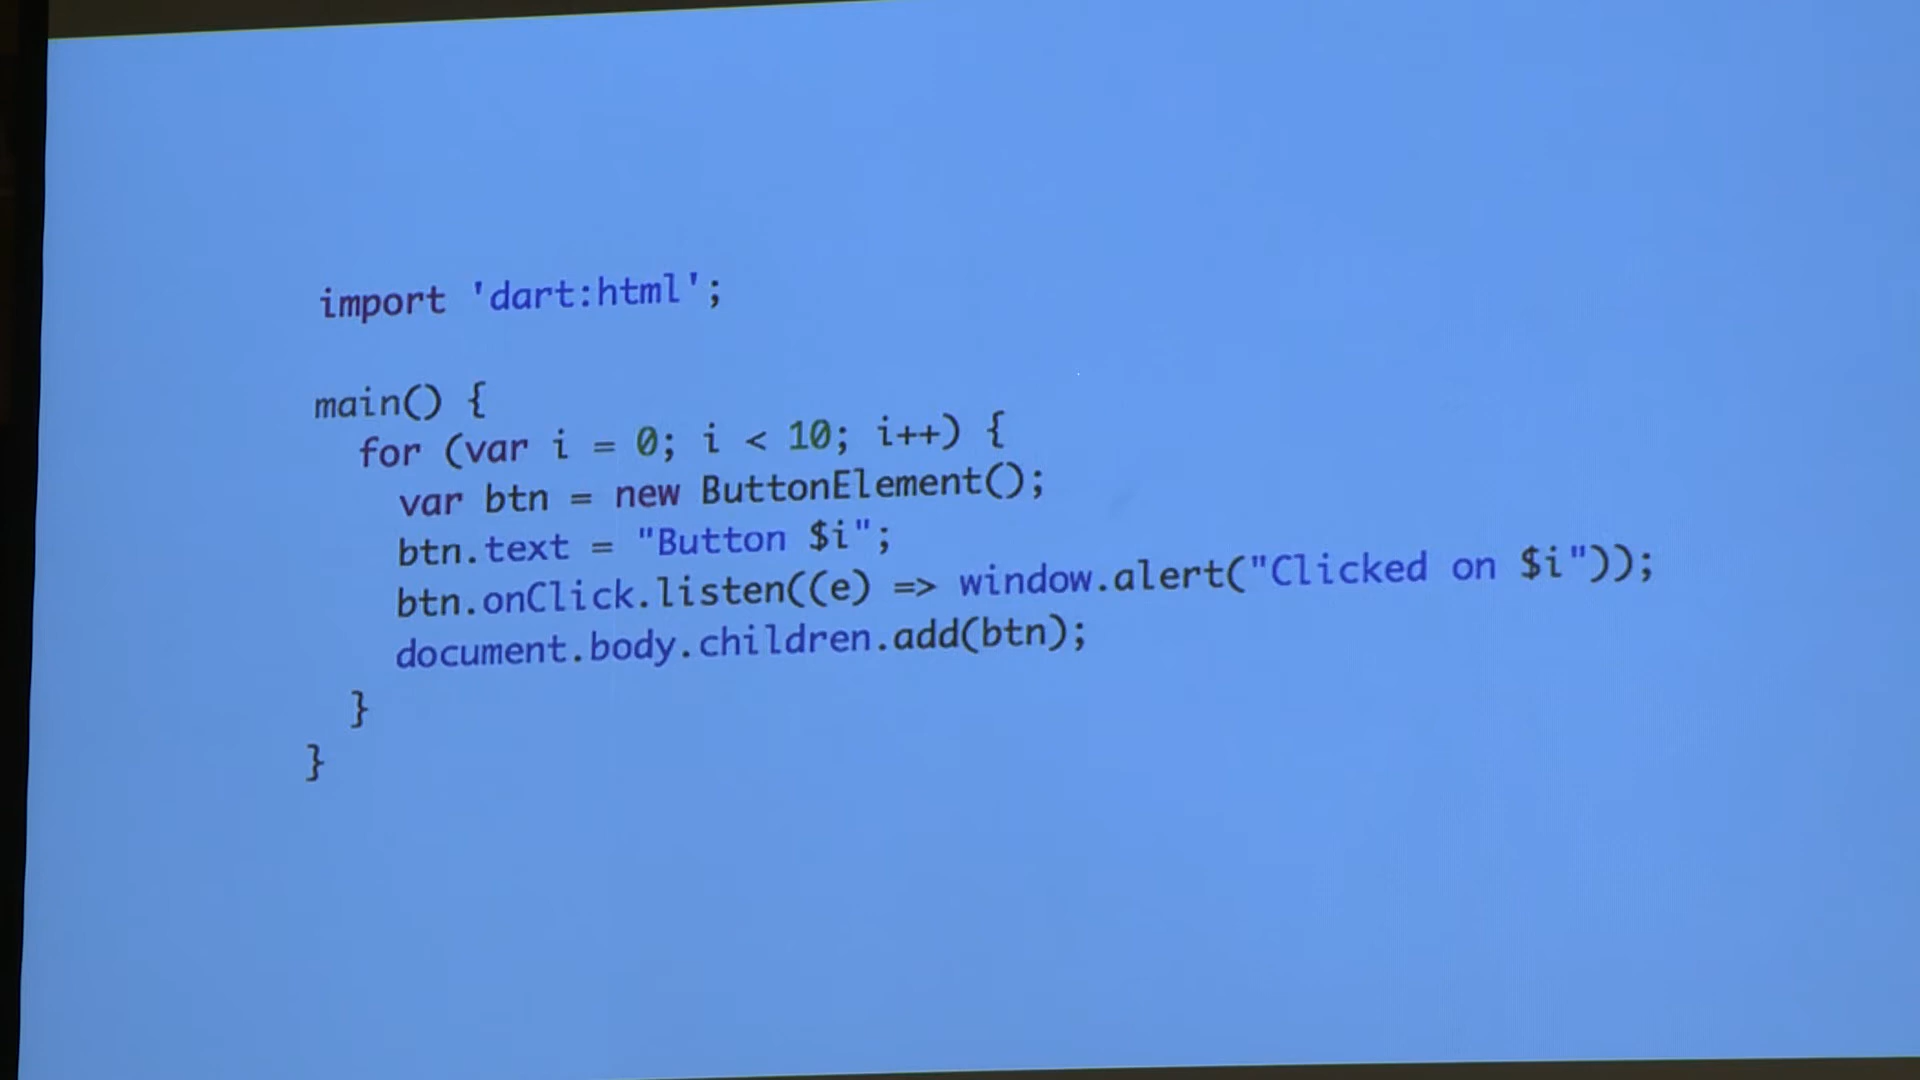 import 'dart:html';
main() {
for (var i = 0; i < 10; i++) {
var btn = new ButtonElement();
btn.text = "Button $i";
btn.onClick.listen((e) => window.alert("Clicked on $i"));
document.body.children.add(btn);
}
}